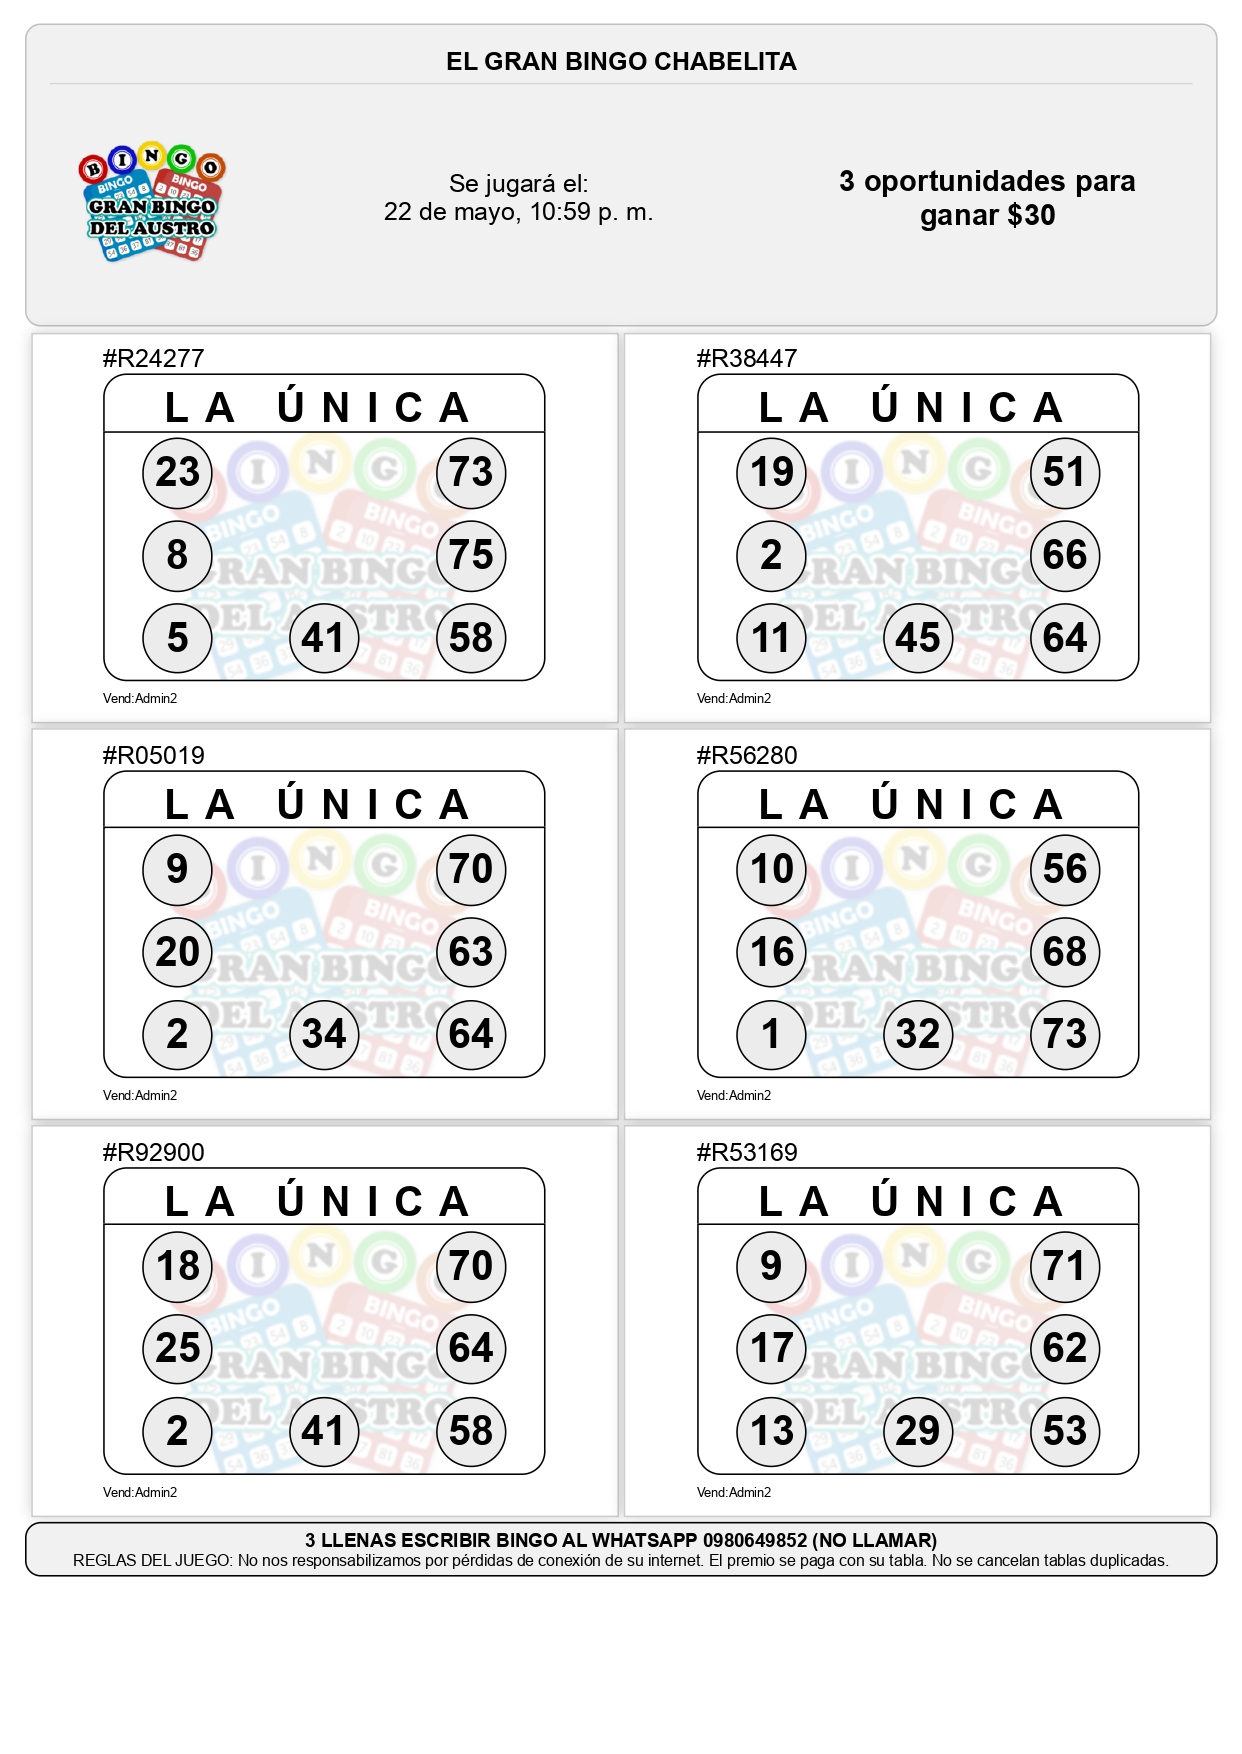 EL GRAN BINGO CHABELITA
B I N G O
BINGO BINGO
GRAN BINGO
DEL AUSTRO
Se jugará el:
22 de mayo, 10:59 p. m.
3 oportunidades para
ganar $30
#R24277
LA ÚNICA
23 73
8 75
5 41 58
Vend:Admin2
#R38447
LA ÚNICA
19 51
2 66
11 45 64
Vend:Admin2
#R05019
LA ÚNICA
9 70
20 63
2 34 64
Vend:Admin2
#R56280
LA ÚNICA
10 56
16 68
1 32 73
Vend:Admin2
#R92900
LA ÚNICA
18 70
25 64
2 41 58
Vend:Admin2
#R53169
LA ÚNICA
9 71
17 62
13 29 53
Vend:Admin2
3 LLENAS ESCRIBIR BINGO AL WHATSAPP 0980649852 (NO LLAMAR)
REGLAS DEL JUEGO: No nos responsabilizamos por pérdidas de conexión de su internet. El premio se paga con su tabla. No se cancelan tablas duplicadas.